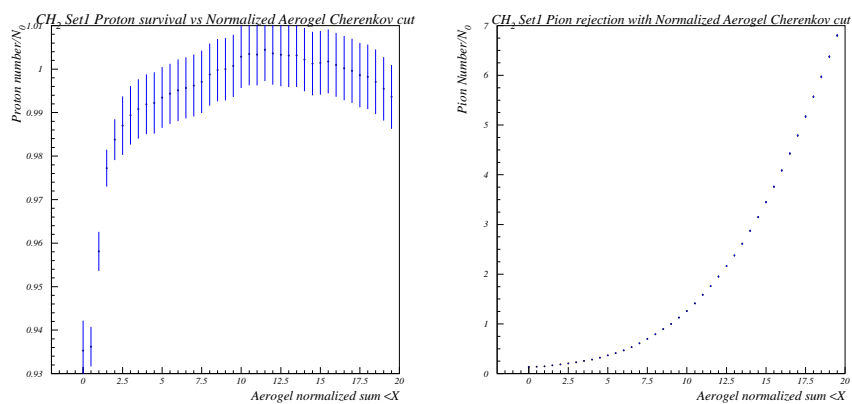 CH2 Set1 Proton survival vs Normalized Aerogel Cherenkov cut
Proton number/N0
1.01
1
0.99
0.98
0.97
0.96
0.95
0.94
0.93
0 2.5 5 7.5 10 12.5 15 17.5 20
Aerogel normalized sum <X
CH2 Set1 Pion rejection with Normalized Aerogel Cherenkov cut
Pion Number/N0
7
6
5
4
3
2
1
0
0 2.5 5 7.5 10 12.5 15 17.5 20
Aerogel normalized sum <X